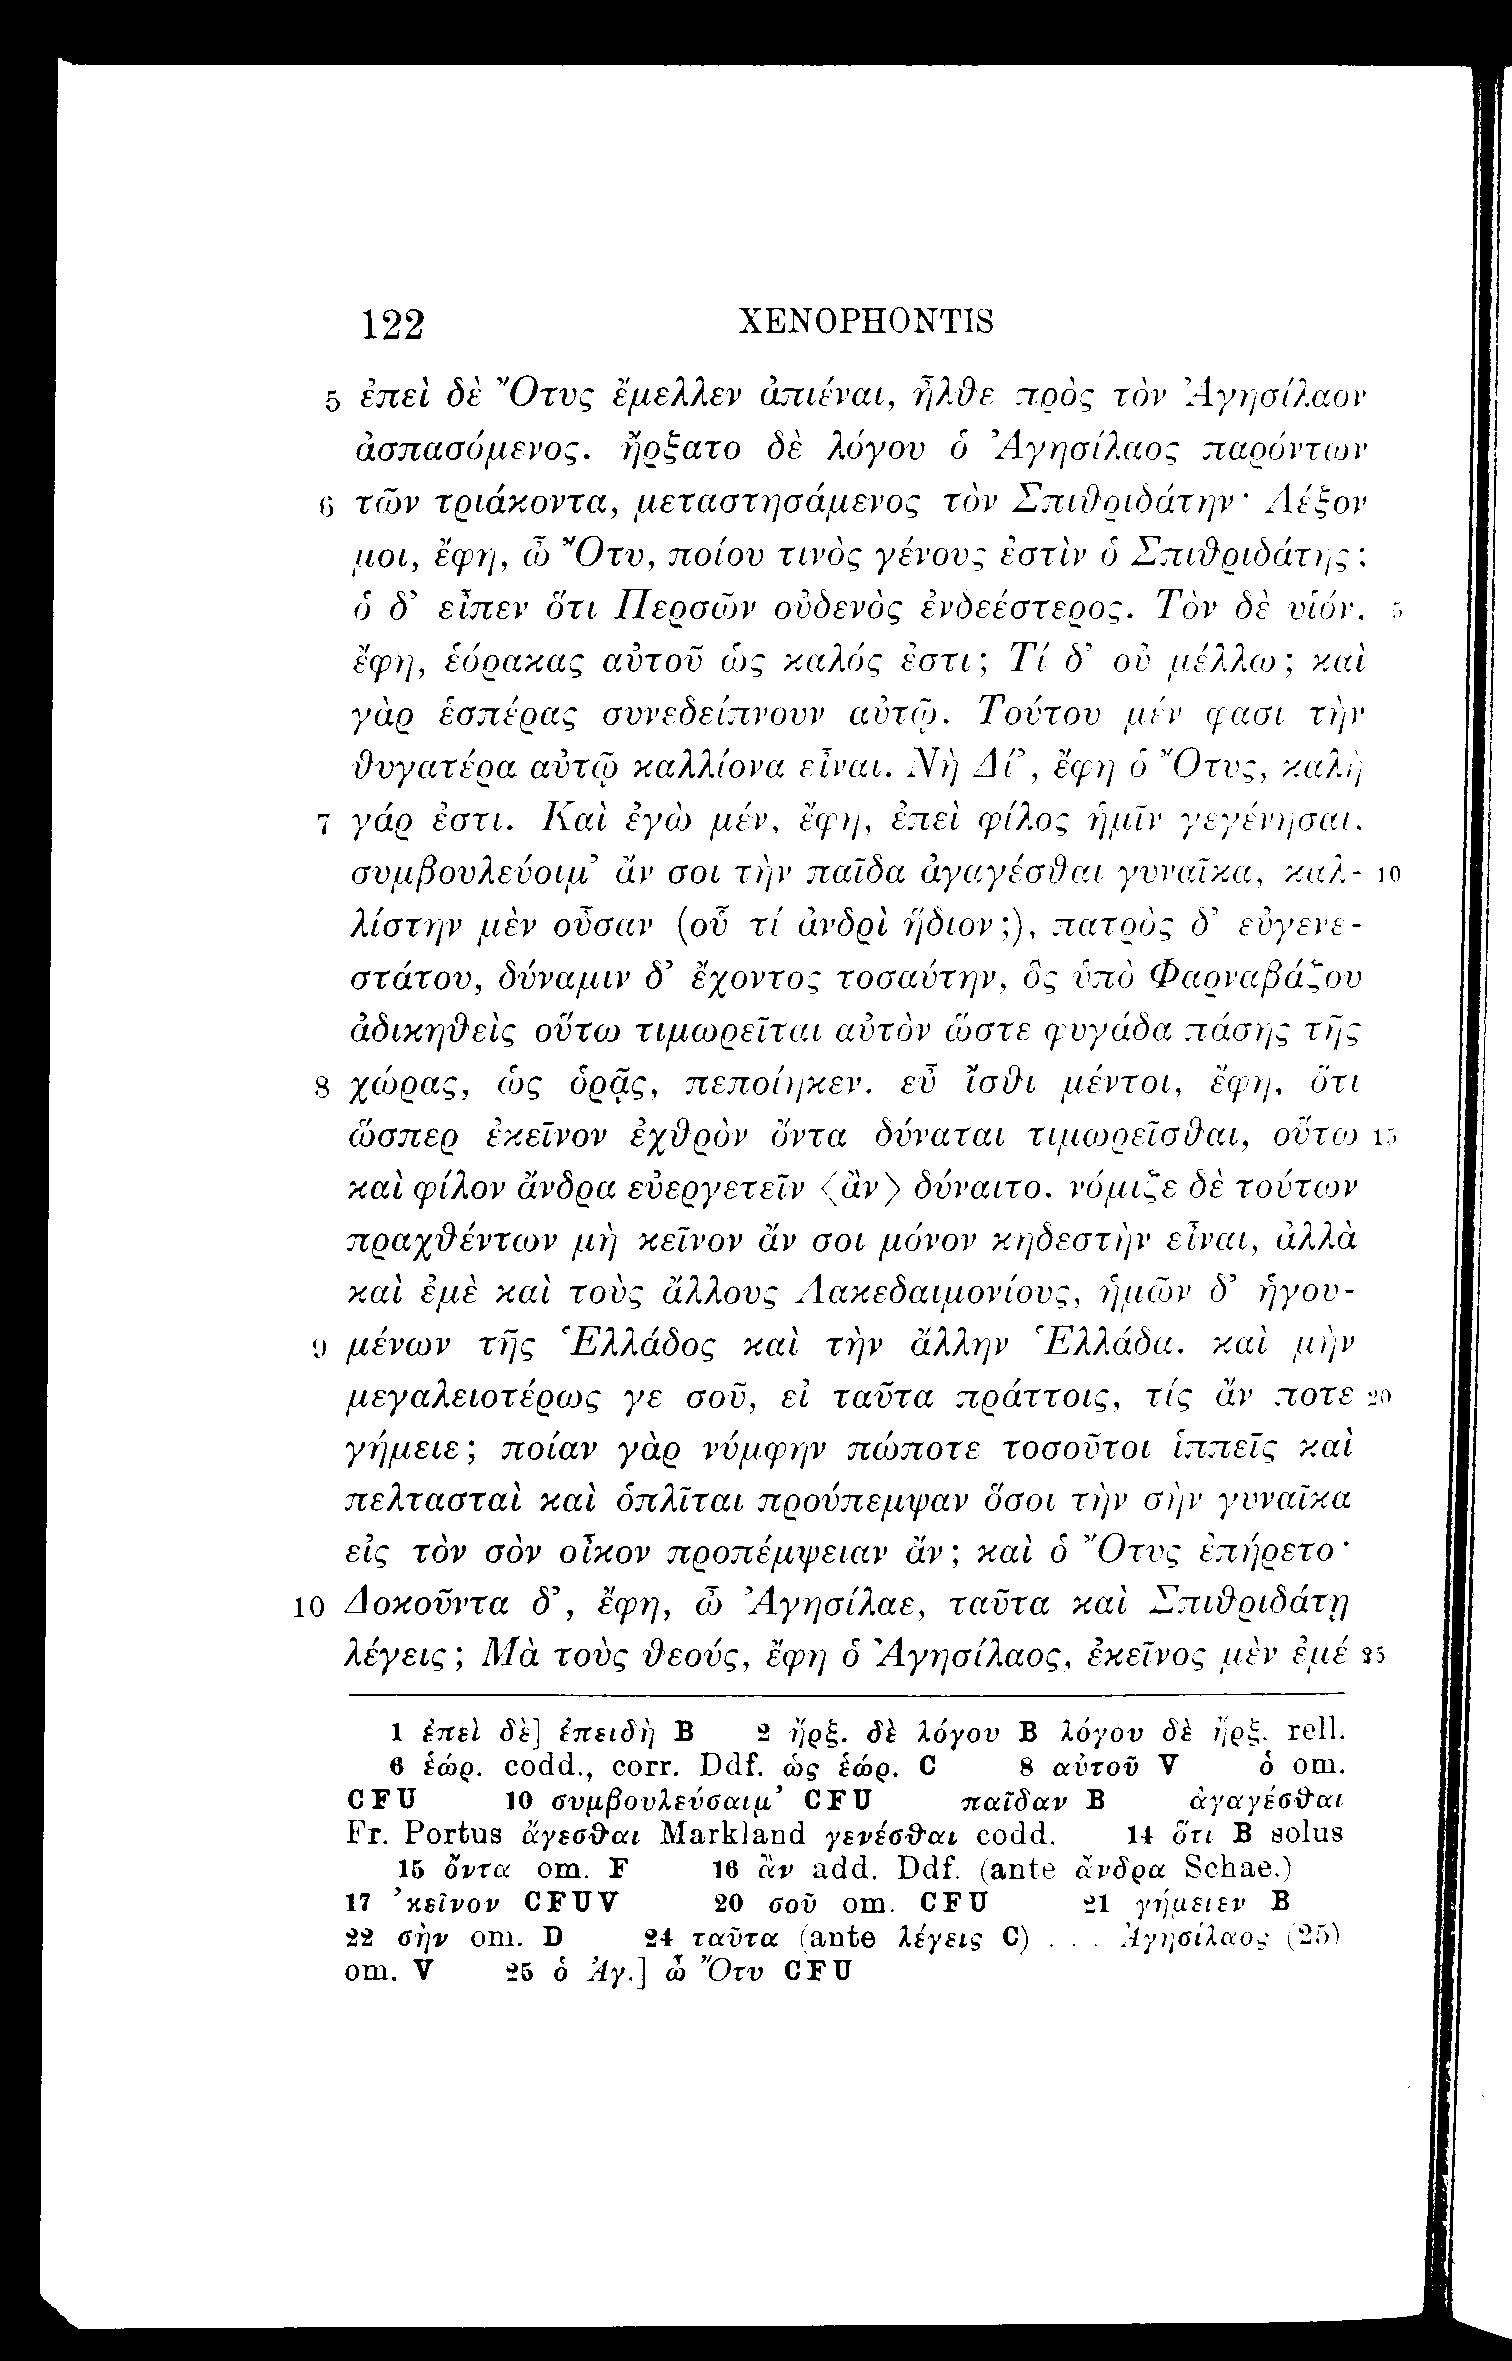 122 XENOPHONTIS
5 ἐπεὶ δὲ Ὄτυς ἔμελλεν ἀπιέναι, ἦλθε πρὸς τὸν Ἀγησίλαον
ἀσπασόμενος. ἤρξατο δὲ λόγου ὁ Ἀγησίλαος παρόντων
6 τῶν τριάκοντα, μεταστησάμενος τὸν Σπιθριδάτην· Λέξον
μοι, ἔφη, ὦ Ὄτυ, ποίου τινὸς γένους ἐστὶν ὁ Σπιθριδάτης;
ὁ δ’ εἶπεν ὅτι Περσῶν οὐδενὸς ἐνδεέστερος. Τὸν δὲ υἱόν, 5
ἔφη, ἑόρακας αὐτοῦ ὡς καλός ἐστι; Τί δ’ οὐ μέλλω; καὶ
γὰρ ἑσπέρας συνεδείπνουν αὐτῷ. Τούτου μέν φασι τὴν
θυγατέρα αὐτῷ καλλίονα εἶναι. Νὴ Δί’, ἔφη ὁ Ὄτυς, καλὴ
7 γάρ ἐστι. Καὶ ἐγὼ μέν, ἔφη, ἐπεὶ φίλος ἡμῖν γεγένησαι,
συμβουλεύοιμ’ ἄν σοι τὴν παῖδα ἀγαγέσθαι γυναῖκα, καλ- 10
λίστην μὲν οὖσαν (οὗ τί ἀνδρὶ ἥδιον;), πατρὸς δ’ εὐγενε-
στάτου, δύναμιν δ’ ἔχοντος τοσαύτην, ὃς ὑπὸ Φαρναβάζου
ἀδικηθεὶς οὕτω τιμωρεῖται αὐτὸν ὥστε φυγάδα πάσης τῆς
8 χώρας, ὡς ὁρᾷς, πεποίηκεν. εὖ ἴσθι μέντοι, ἔφη, ὅτι
ὥσπερ ἐκεῖνον ἐχθρὸν ὄντα δύναται τιμωρεῖσθαι, οὕτω 15
καὶ φίλον ἄνδρα εὐεργετεῖν ⟨ἂν⟩ δύναιτο. νόμιζε δὲ τούτων
πραχθέντων μὴ κεῖνον ἄν σοι μόνον κηδεστὴν εἶναι, ἀλλὰ
καὶ ἐμὲ καὶ τοὺς ἄλλους Λακεδαιμονίους, ἡμῶν δ’ ἡγου-
9 μένων τῆς Ἑλλάδος καὶ τὴν ἄλλην Ἑλλάδα. καὶ μὴν
μεγαλειοτέρως γε σοῦ, εἰ ταῦτα πράττοις, τίς ἄν ποτε 20
γήμειε; ποίαν γὰρ νύμφην πώποτε τοσοῦτοι ἱππεῖς καὶ
πελτασταὶ καὶ ὁπλῖται προύπεμψαν ὅσοι τὴν σὴν γυναῖκα
εἰς τὸν σὸν οἶκον προπέμψειαν ἄν; καὶ ὁ Ὄτυς ἐπήρετο·
10 Δοκοῦντα δ’, ἔφη, ὦ Ἀγησίλαε, ταῦτα καὶ Σπιθριδάτῃ
λέγεις; Μὰ τοὺς θεούς, ἔφη ὁ Ἀγησίλαος, ἐκεῖνος μὲν ἐμέ 25
1 ἐπεὶ δὲ] ἐπειδὴ B 2 ἤρξ. δὲ λόγου B λόγου δὲ ἤρξ. rell.
6 ἑώρ. codd., corr. Ddf. ὡς ἑώρ. C 8 αὑτοῦ V ὁ om.
CFU 10 συμβουλεύσαιμ’ CFU παῖδαν B ἀγαγέσθαι
Fr. Portus ἄγεσθαι Markland γενέσθαι codd. 14 ὅτι B solus
15 ὄντα om. F 16 ἂν add. Ddf. (ante ἄνδρα Schae.)
17 ’κεῖνον CFUV 20 σοῦ om. CFU 21 γήμειεν B
22 σὴν om. D 24 ταῦτα (ante λέγεις C) . . . Ἀγησίλαος (25)
om. V 25 ὁ Ἀγ.] ὦ Ὄτυ CFU